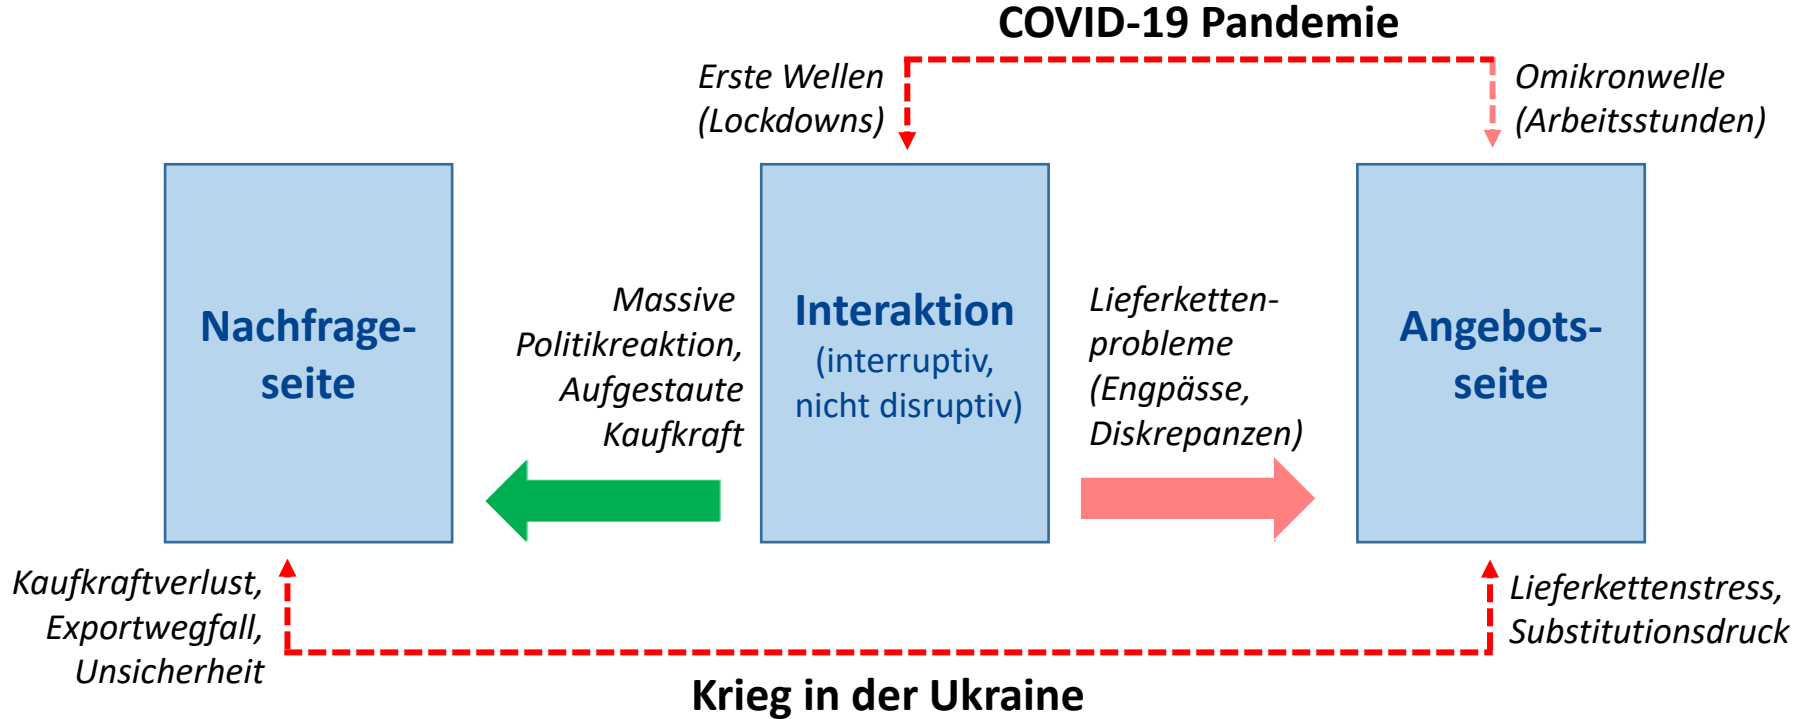 COVID-19 Pandemie
Erste Wellen
(Lockdowns)
Omikronwelle
(Arbeitsstunden)
Nachfrage-
seite
Massive
Politikreaktion,
Aufgestaute
Kaufkraft
Interaktion
(interruptiv,
nicht disruptiv)
Lieferketten-
probleme
(Engpässe,
Diskrepanzen)
Angebots-
seite
Kaufkraftverlust,
Exportwegfall,
Unsicherheit
Lieferkettenstress,
Substitutionsdruck
Krieg in der Ukraine